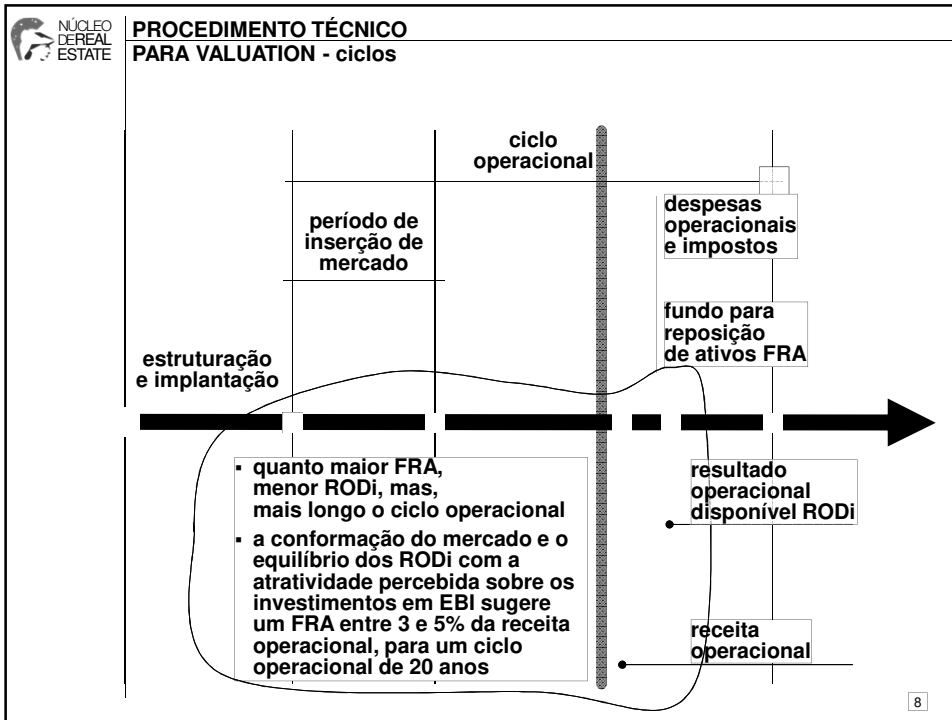 NÚCLEO
DEREAL
ESTATE
PROCEDIMENTO TÉCNICO
PARA VALUATION - ciclos
ciclo
operacional
período de
inserção de
mercado
despesas
operacionais
e impostos
fundo para
reposição
de ativos FRA
estruturação
e implantação
▪ quanto maior FRA,
menor RODi, mas,
mais longo o ciclo operacional
▪ a conformação do mercado e o
equilíbrio dos RODi com a
atratividade percebida sobre os
investimentos em EBI sugere
um FRA entre 3 e 5% da receita
operacional, para um ciclo
operacional de 20 anos
resultado
operacional
disponível RODi
receita
operacional
8